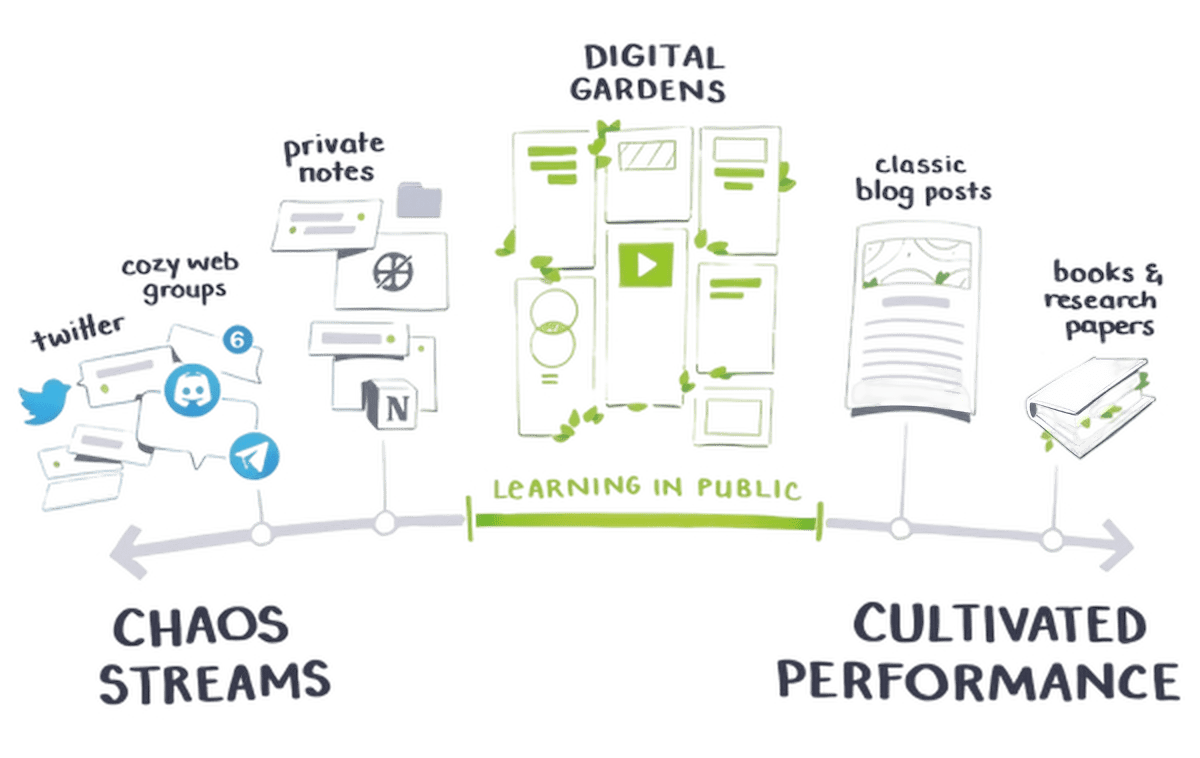 DIGITAL
GARDENS
private
notes
classic
blog posts
cozy web
groups
books &
research
papers
twitter
6
N
LEARNING IN PUBLIC
CHAOS
STREAMS
CULTIVATED
PERFORMANCE